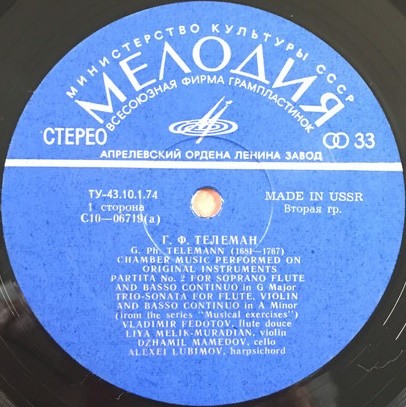 МИНИСТЕРСТВО КУЛЬТУРЫ СССР
МЕЛОДИЯ
ВСЕСОЮЗНАЯ ФИРМА ГРАМПЛАСТИНОК
СТЕРЕО
33
АПРЕЛЕВСКИЙ ОРДЕНА ЛЕНИНА ЗАВОД
ТУ-43.10.1.74
MADE IN USSR
1 сторона
Вторая гр.
С10—06719(а)
Г. Ф. ТЕЛЕМАН
G. Ph. TELEMANN (1681—1767)
CHAMBER MUSIC PERFORMED ON
ORIGINAL INSTRUMENTS
PARTITA No. 2 FOR SOPRANO FLUTE
AND BASSO CONTINUO in G Major
TRIO-SONATA FOR FLUTE, VIOLIN
AND BASSO CONTINUO in A Minor
(from the series "Musical exercises")
VLADIMIR FEDOTOV, flute douce
LIYA MELIK-MURADIAN, violin
DZHAMIL MAMEDOV, cello
ALEXEI LUBIMOV, harpsichord